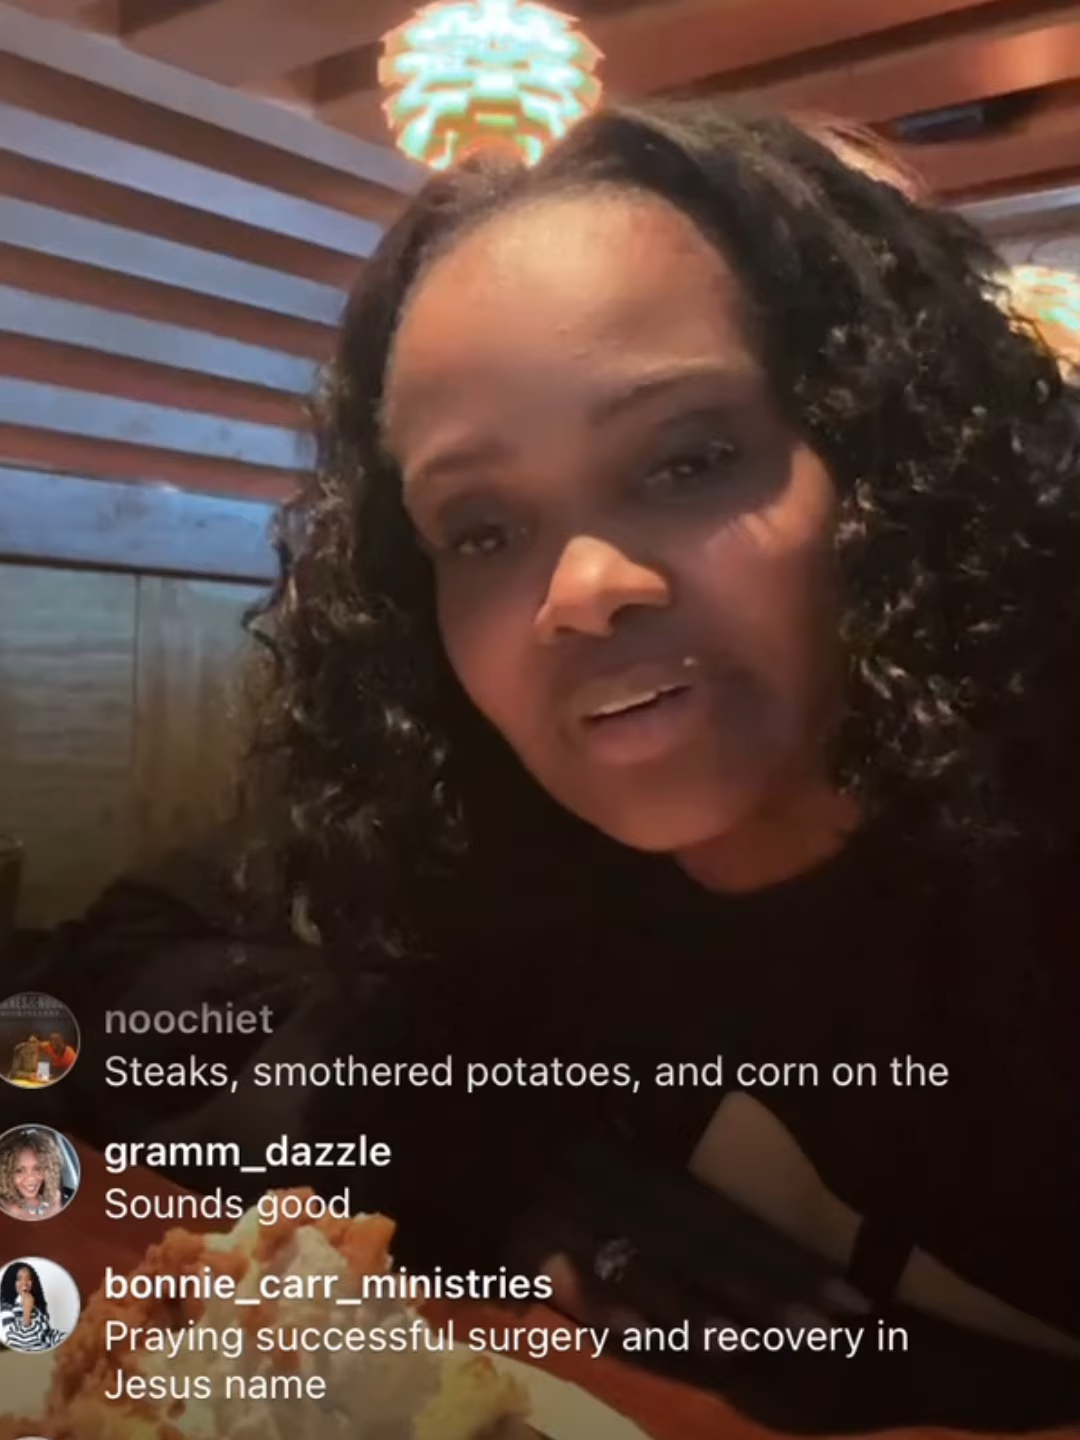 noochiet
Steaks, smothered potatoes, and corn on the
gramm_dazzle
Sounds good
bonnie_carr_ministries
Praying successful surgery and recovery in
Jesus name